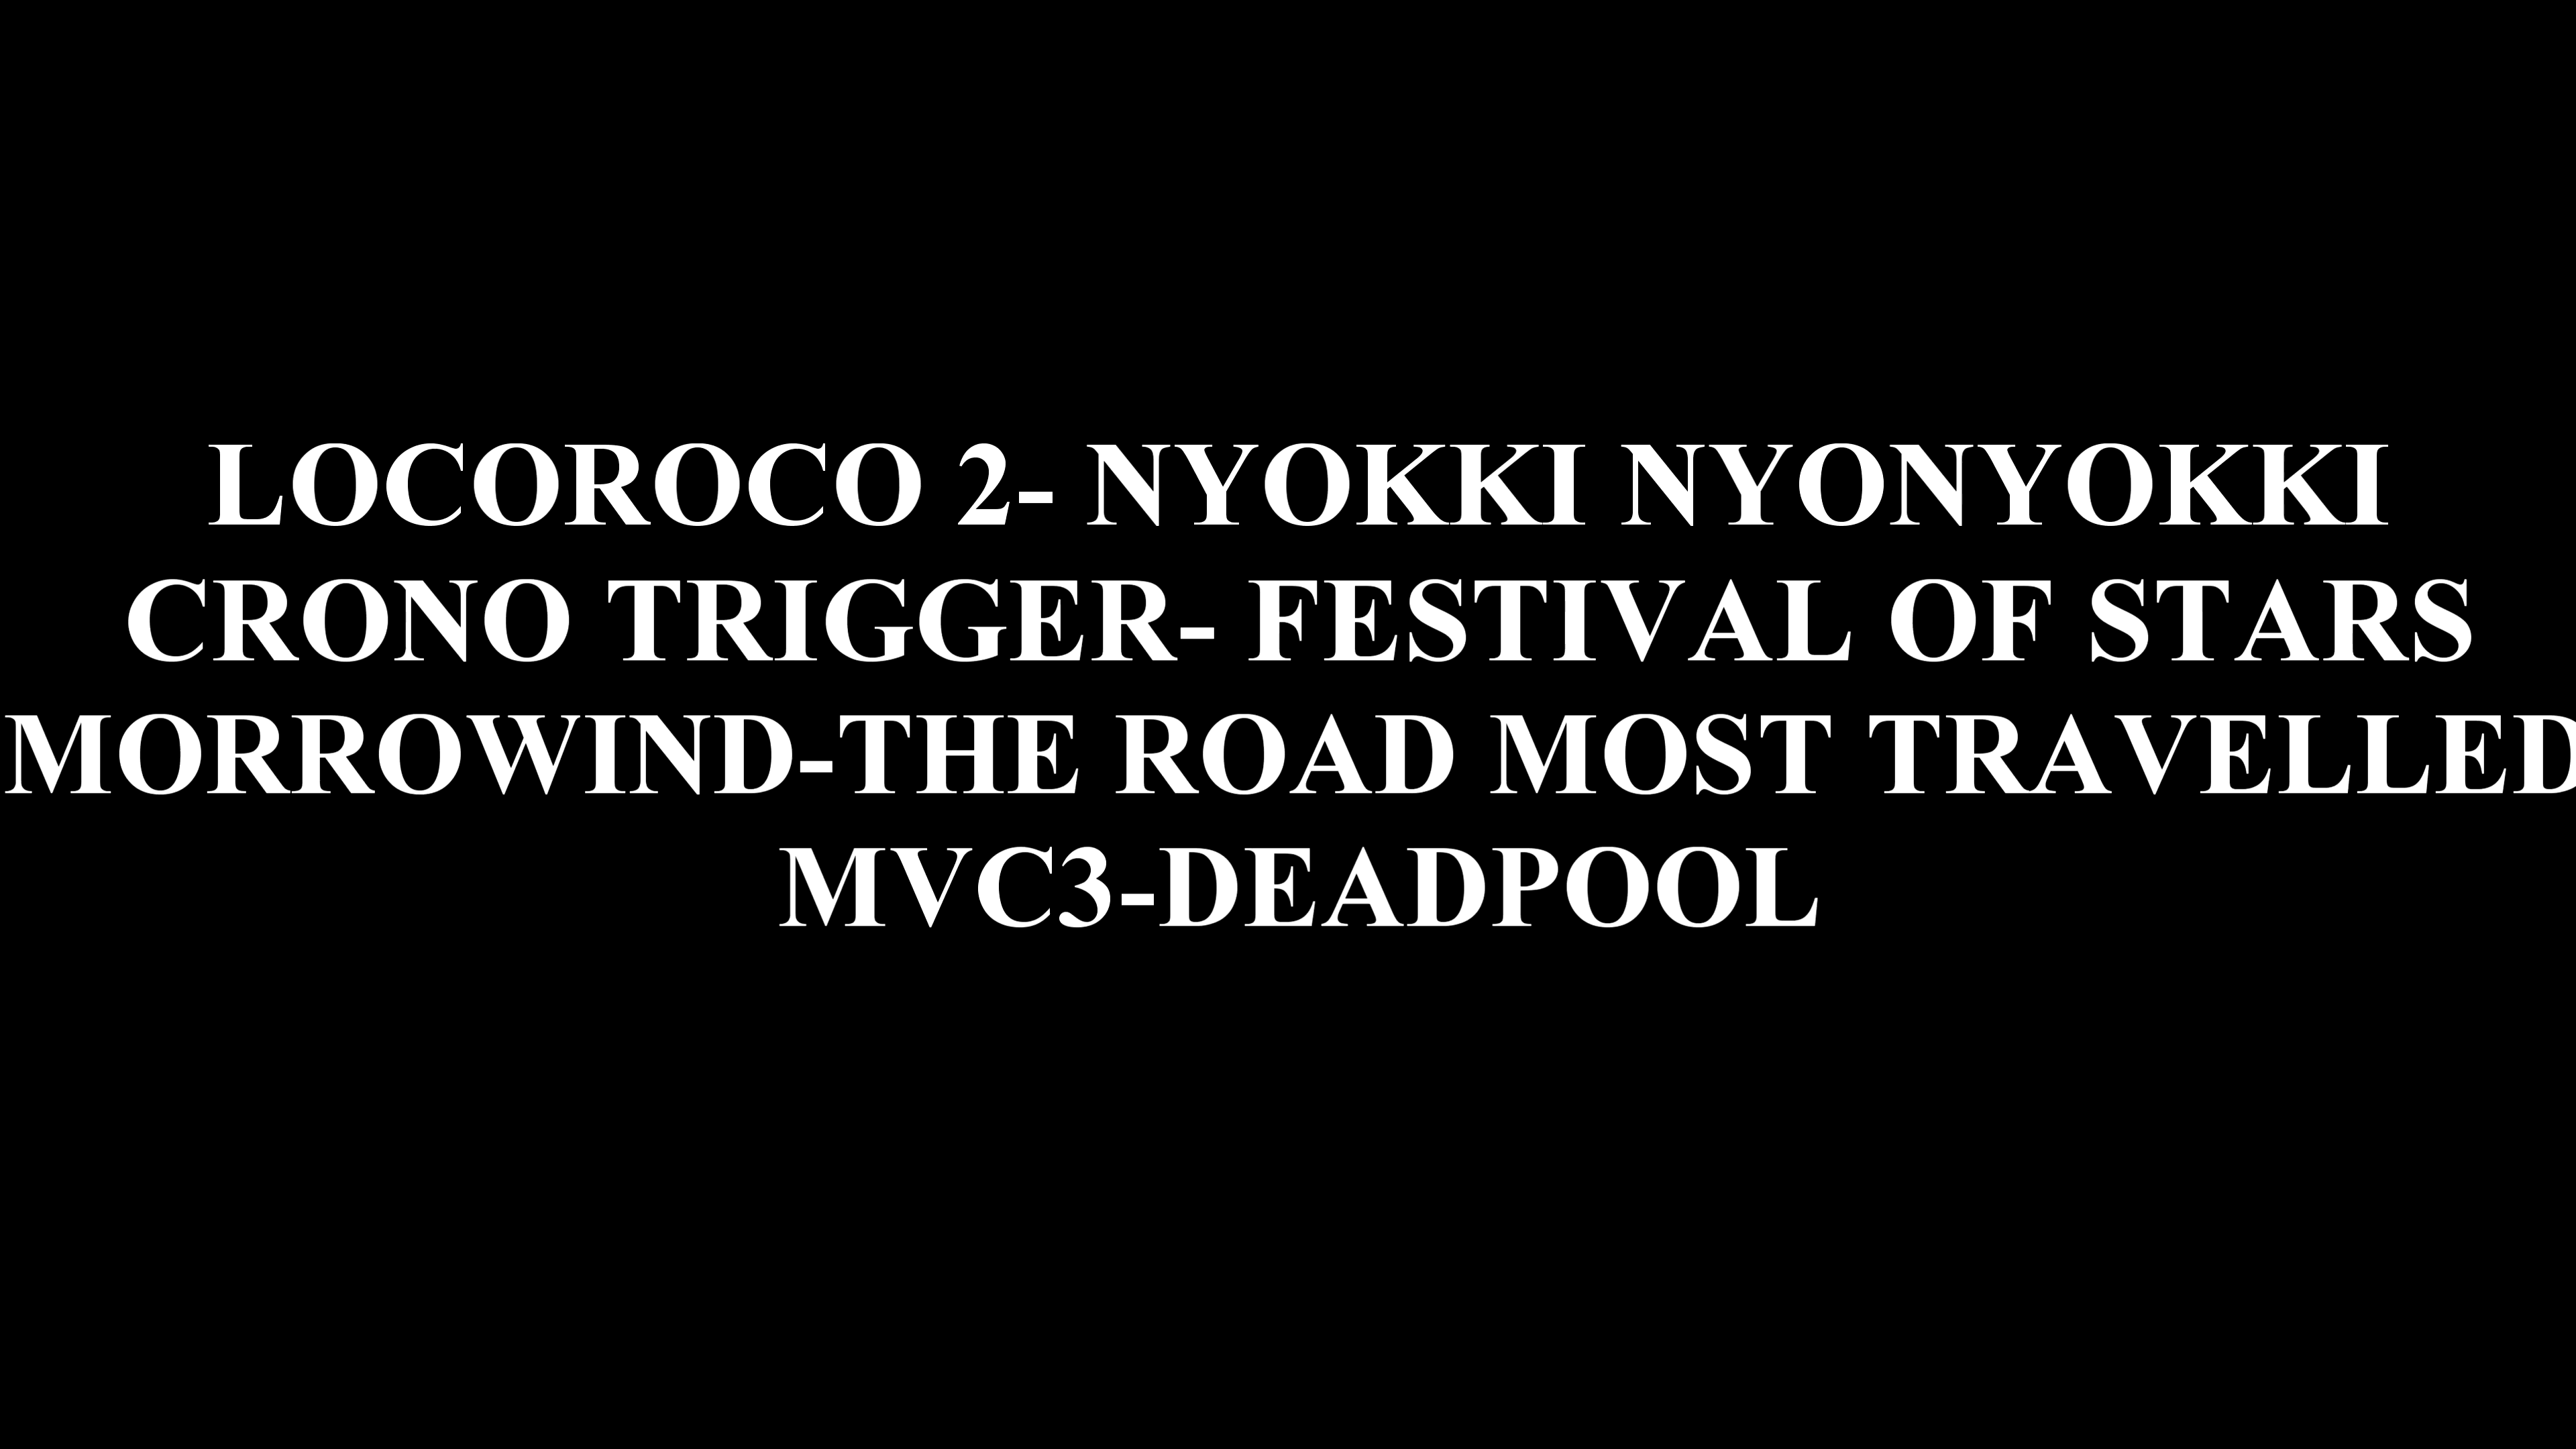 LOCOROCO 2- NYOKKI NYONYOKKI
CRONO TRIGGER- FESTIVAL OF STARS
MORROWIND-THE ROAD MOST TRAVELLED
MVC3-DEADPOOL